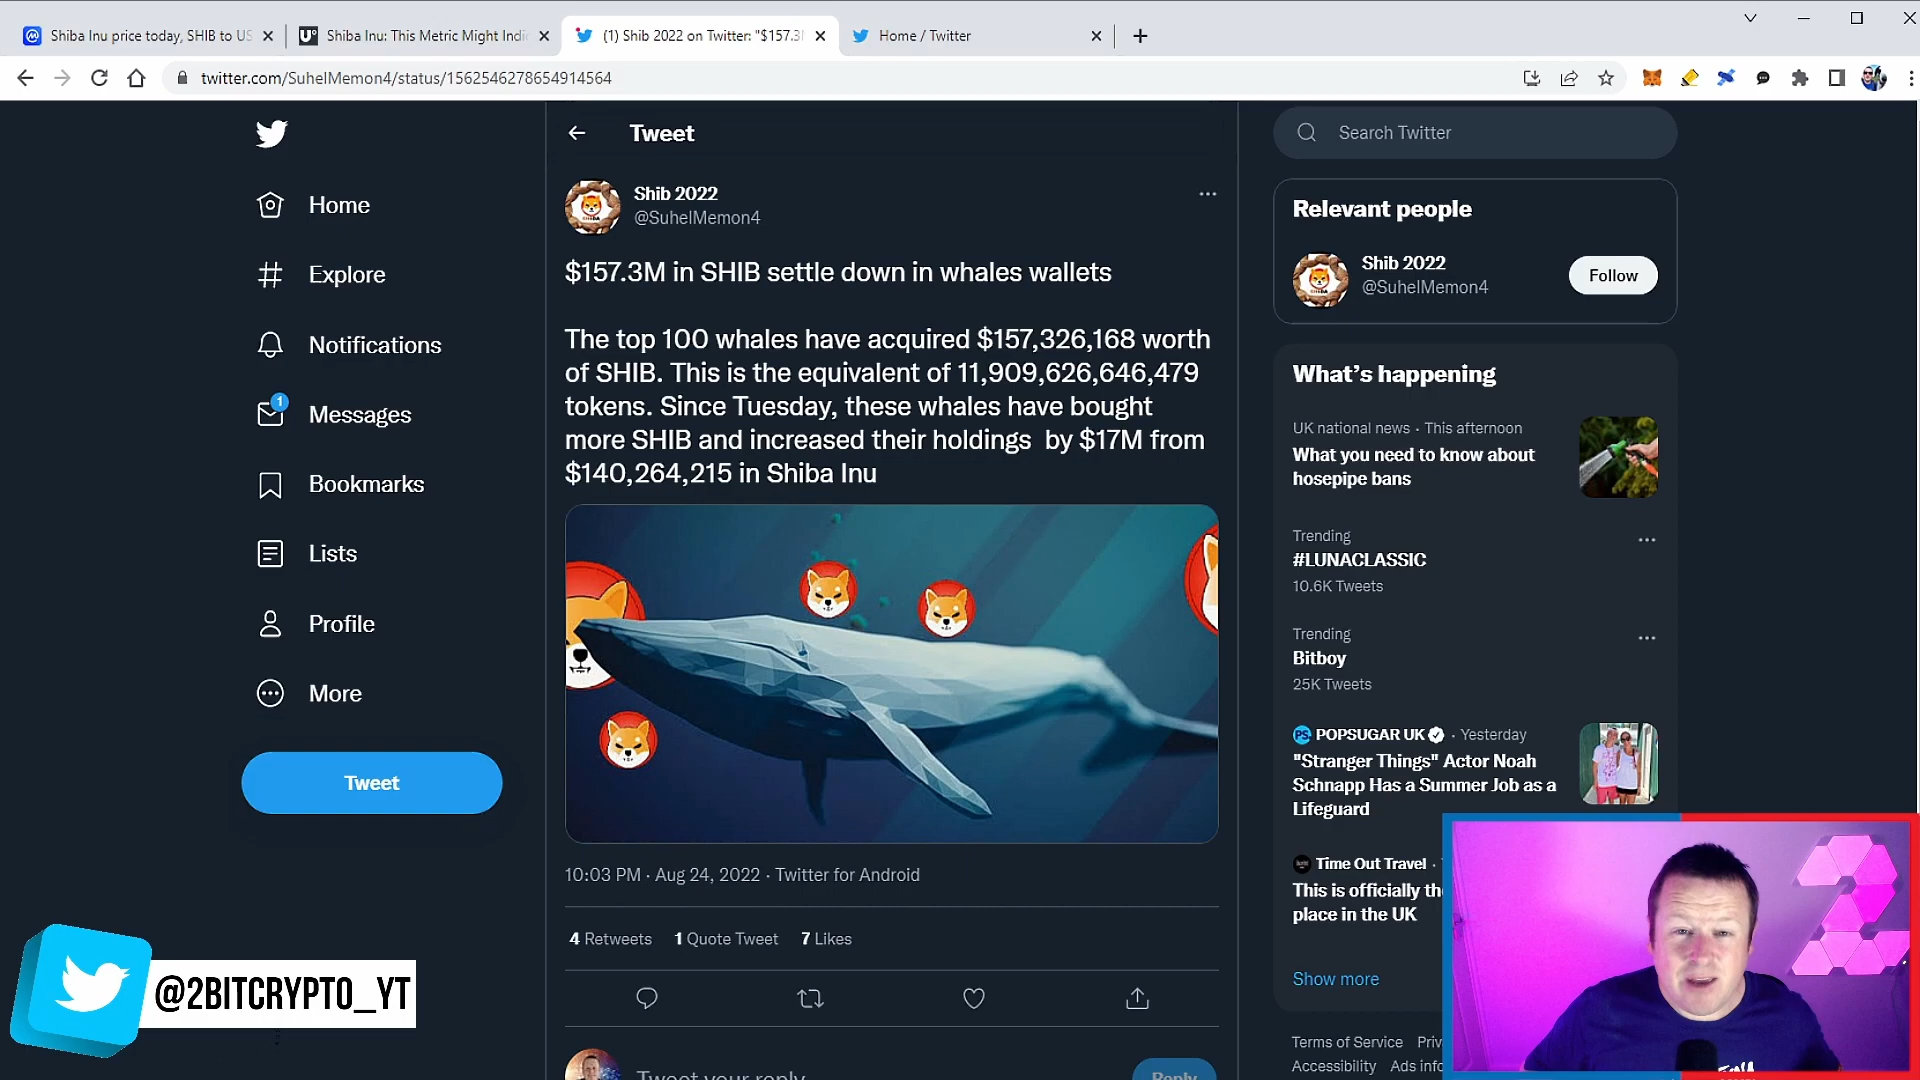 Shiba Inu price today, SHIB to US
Shiba Inu: This Metric Might Indi
(1) Shib 2022 on Twitter: "$157.3
Home / Twitter
twitter.com/SuhelMemon4/status/1562546278654914564
Tweet
Search Twitter
Home
Explore
Notifications
1
Messages
Bookmarks
Lists
Profile
More
Tweet
Shib 2022
@SuhelMemon4
$157.3M in SHIB settle down in whales wallets
The top 100 whales have acquired $157,326,168 worth
of SHIB. This is the equivalent of 11,909,626,646,479
tokens. Since Tuesday, these whales have bought
more SHIB and increased their holdings by $17M from
$140,264,215 in Shiba Inu
10:03 PM · Aug 24, 2022 · Twitter for Android
4 Retweets 1 Quote Tweet 7 Likes
Tweet your reply
Reply
Relevant people
Shib 2022
@SuhelMemon4
Follow
What's happening
UK national news · This afternoon
What you need to know about
hosepipe bans
Trending
#LUNACLASSIC
10.6K Tweets
Trending
Bitboy
25K Tweets
PS POPSUGAR UK · Yesterday
"Stranger Things" Actor Noah
Schnapp Has a Summer Job as a
Lifeguard
Time Out Travel ·
This is officially th
place in the UK
Show more
Terms of Service Priv
Accessibility Ads info
@2BITCRYPTO_YT